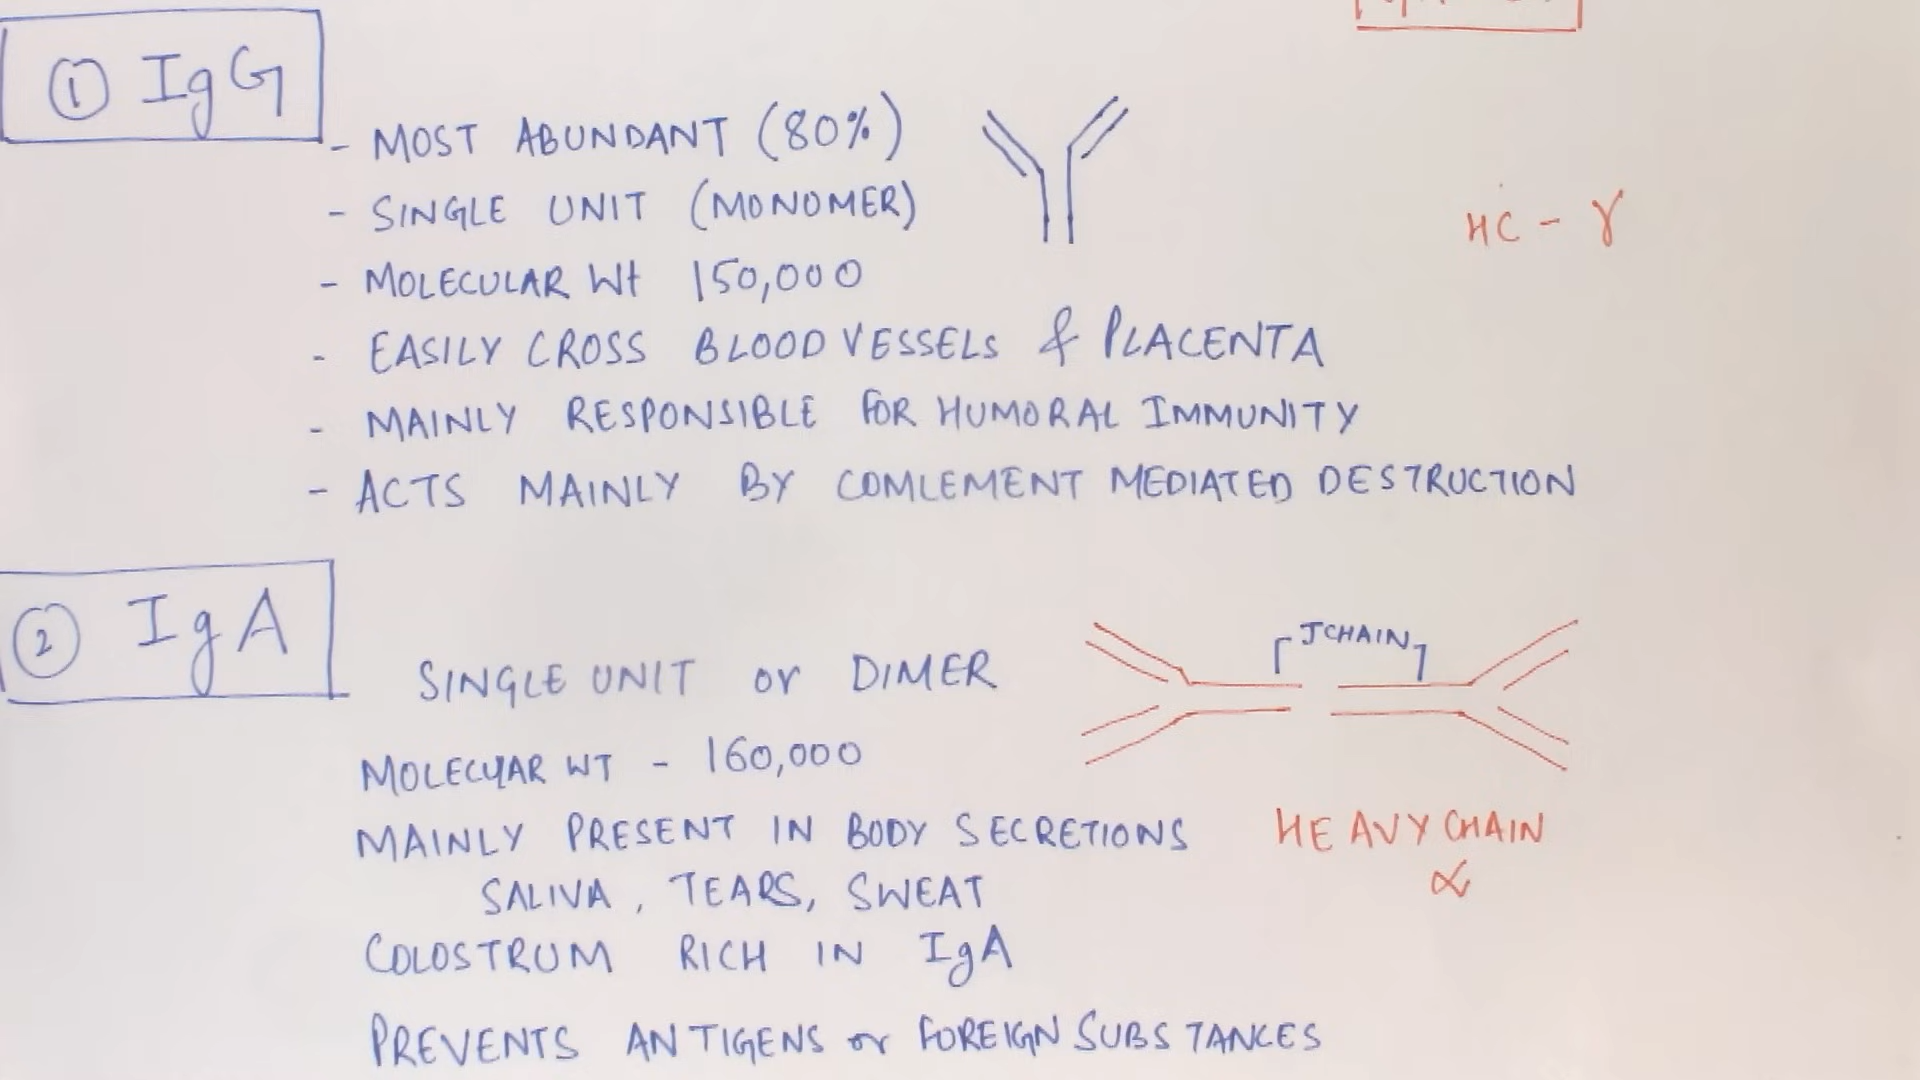 ① IgG
- MOST ABUNDANT (80%)
- SINGLE UNIT (MONOMER)
HC - γ
- MOLECULAR Wt 150,000
- EASILY CROSS BLOOD VESSELS & PLACENTA
- MAINLY RESPONSIBLE FOR HUMORAL IMMUNITY
- ACTS MAINLY BY COMLEMENT MEDIATED DESTRUCTION
② IgA
JCHAIN
SINGLE UNIT or DIMER
MOLECULAR WT - 160,000
MAINLY PRESENT IN BODY SECRETIONS
HEAVY CHAIN
α
SALIVA, TEARS, SWEAT
COLOSTRUM RICH IN IgA
PREVENTS ANTIGENS or FOREIGN SUBSTANCES